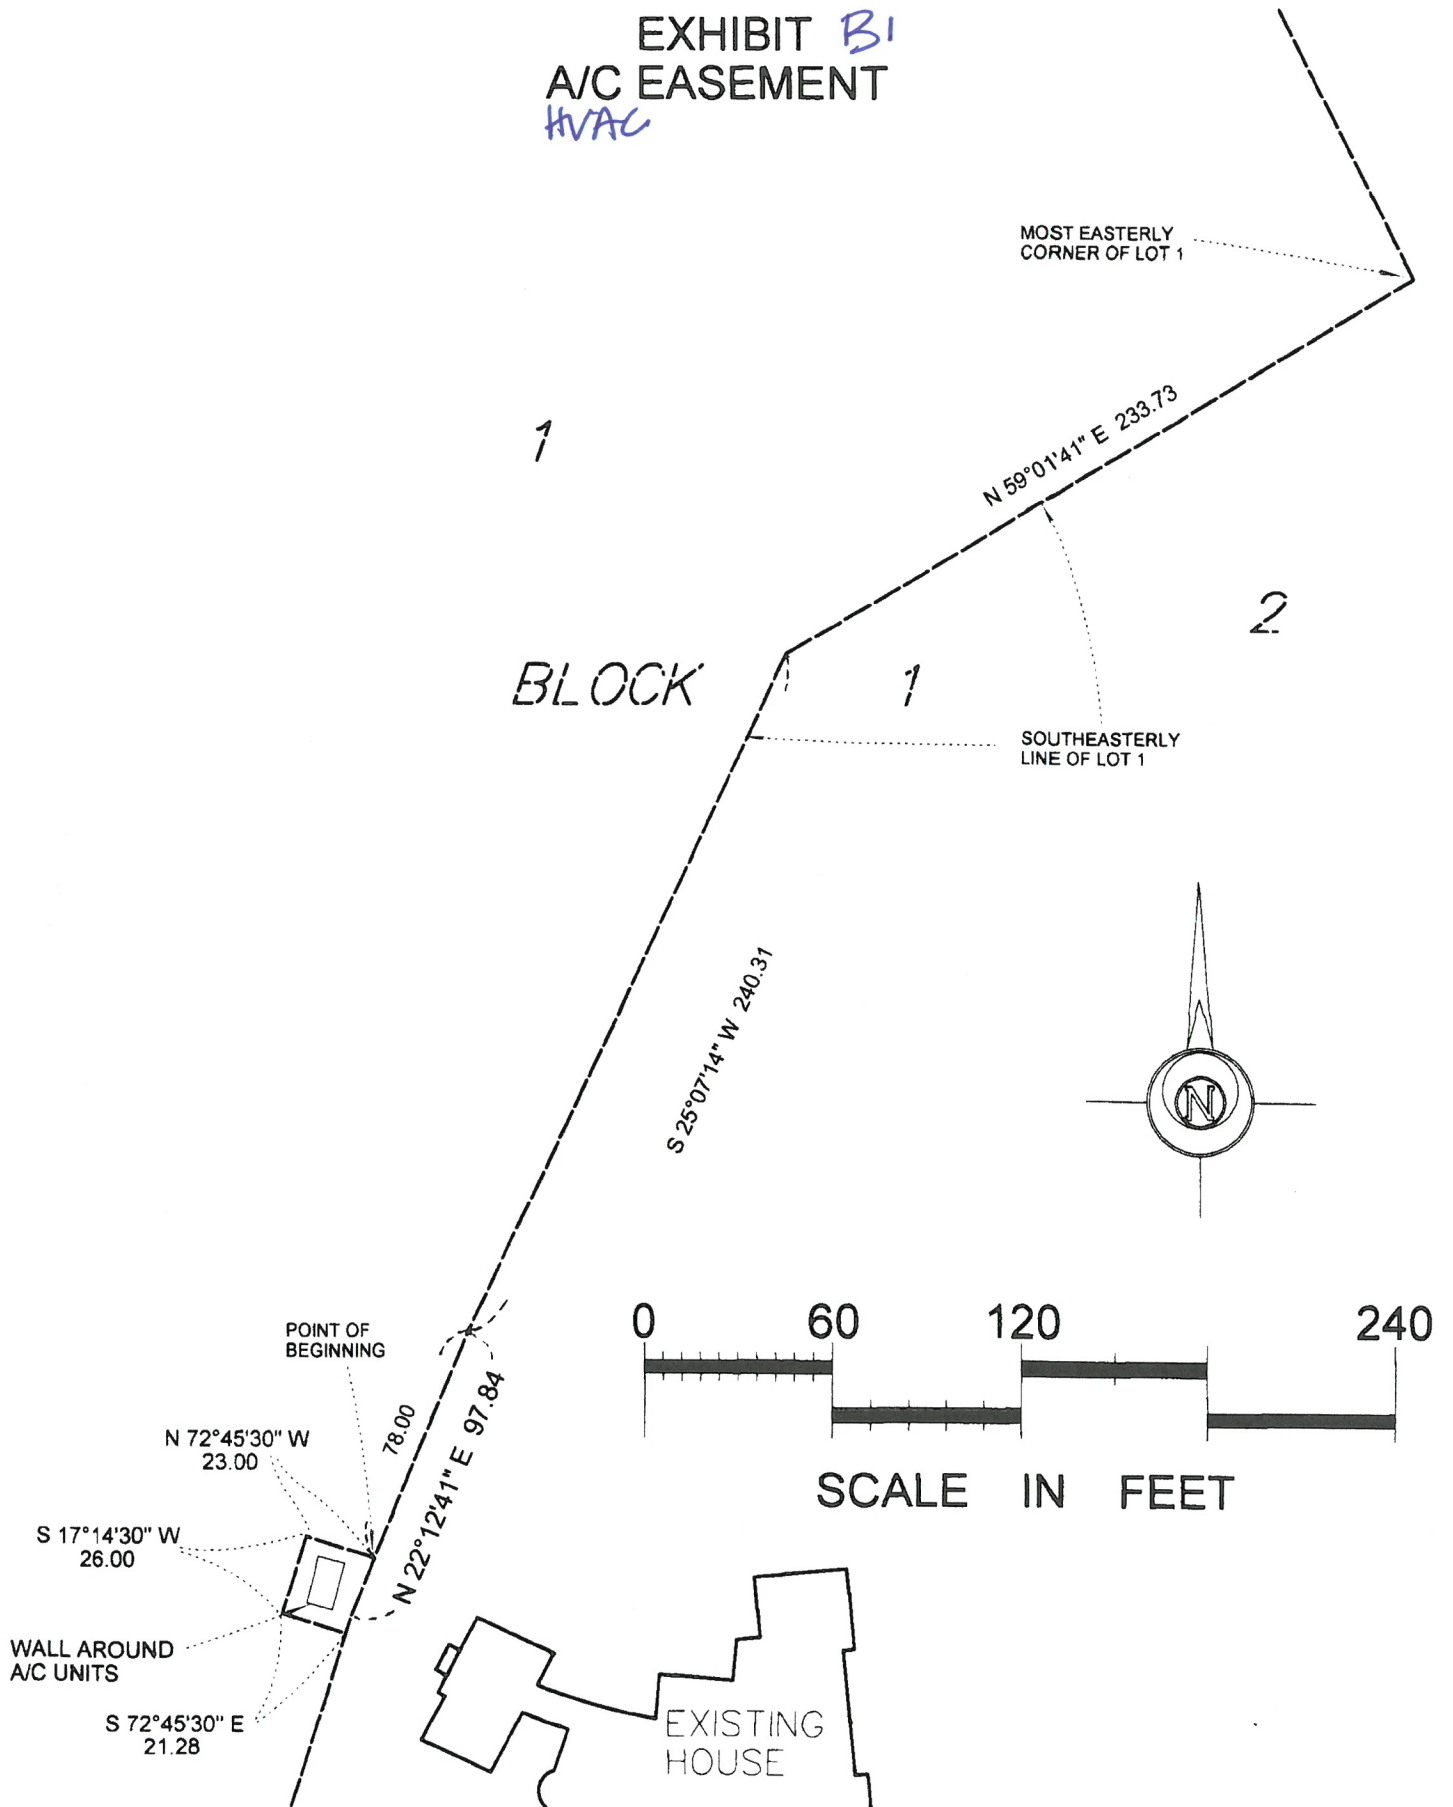 EXHIBIT B1
A/C EASEMENT
HVAC
MOST EASTERLY
CORNER OF LOT 1
N 59°01'41" E 233.73
1
2
BLOCK 1
SOUTHEASTERLY
LINE OF LOT 1
S 25°07'14" W 240.31
N
0 60 120 240
SCALE IN FEET
POINT OF
BEGINNING
78.00
N 22°12'41" E 97.84
N 72°45'30" W
23.00
S 17°14'30" W
26.00
WALL AROUND
A/C UNITS
S 72°45'30" E
21.28
EXISTING
HOUSE